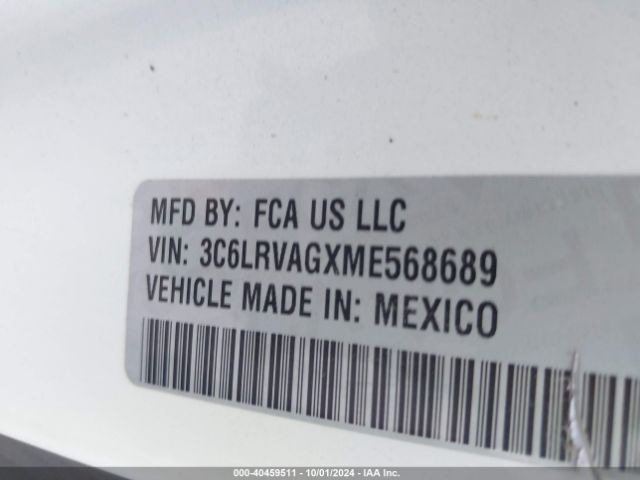 MFD BY: FCA US LLC
VIN: 3C6LRVAGXME568689
VEHICLE MADE IN: MEXICO
000-40459511 - 10/01/2024 - IAA Inc.